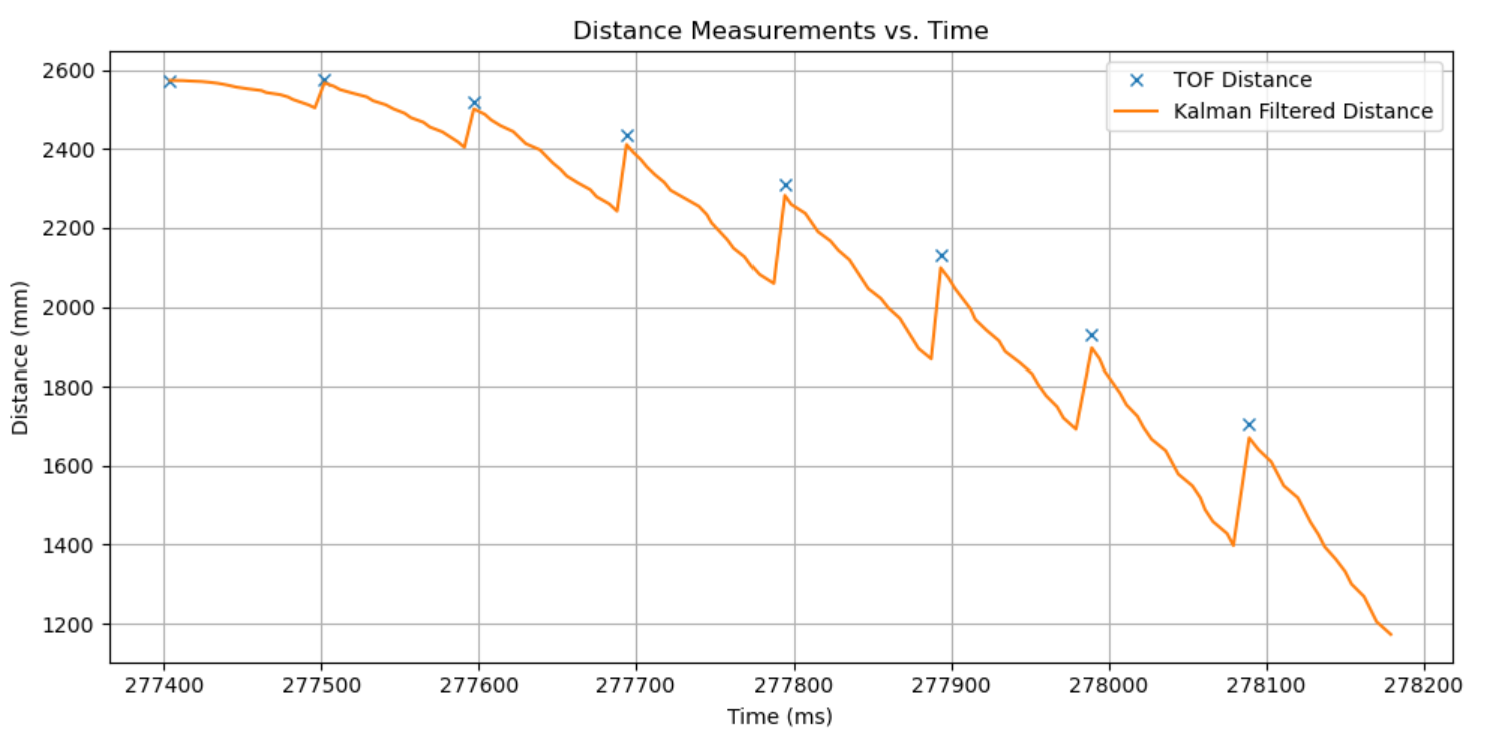 Distance Measurements vs. Time
TOF Distance
Kalman Filtered Distance
2600
2400
2200
2000
1800
1600
1400
1200
Distance (mm)
277400 277500 277600 277700 277800 277900 278000 278100 278200
Time (ms)